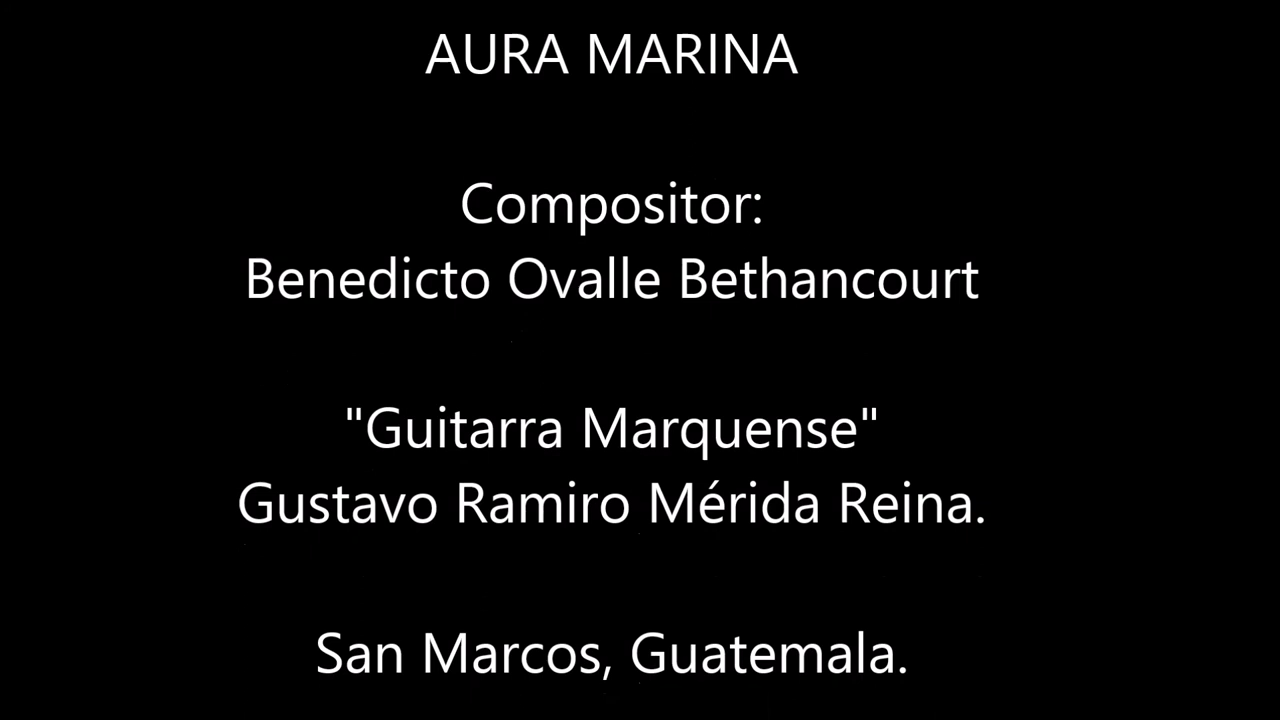 AURA MARINA
Compositor:
Benedicto Ovalle Bethancourt
"Guitarra Marquense"
Gustavo Ramiro Mérida Reina.
San Marcos, Guatemala.